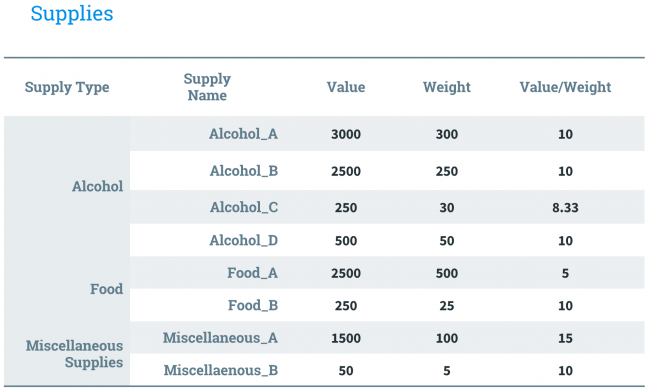 Supplies
Supply Type Supply Name Value Weight Value/Weight
Alcohol
Alcohol_A 3000 300 10
Alcohol_B 2500 250 10
Alcohol_C 250 30 8.33
Alcohol_D 500 50 10
Food
Food_A 2500 500 5
Food_B 250 25 10
Miscellaneous Supplies
Miscellaneous_A 1500 100 15
Miscellaenous_B 50 5 10